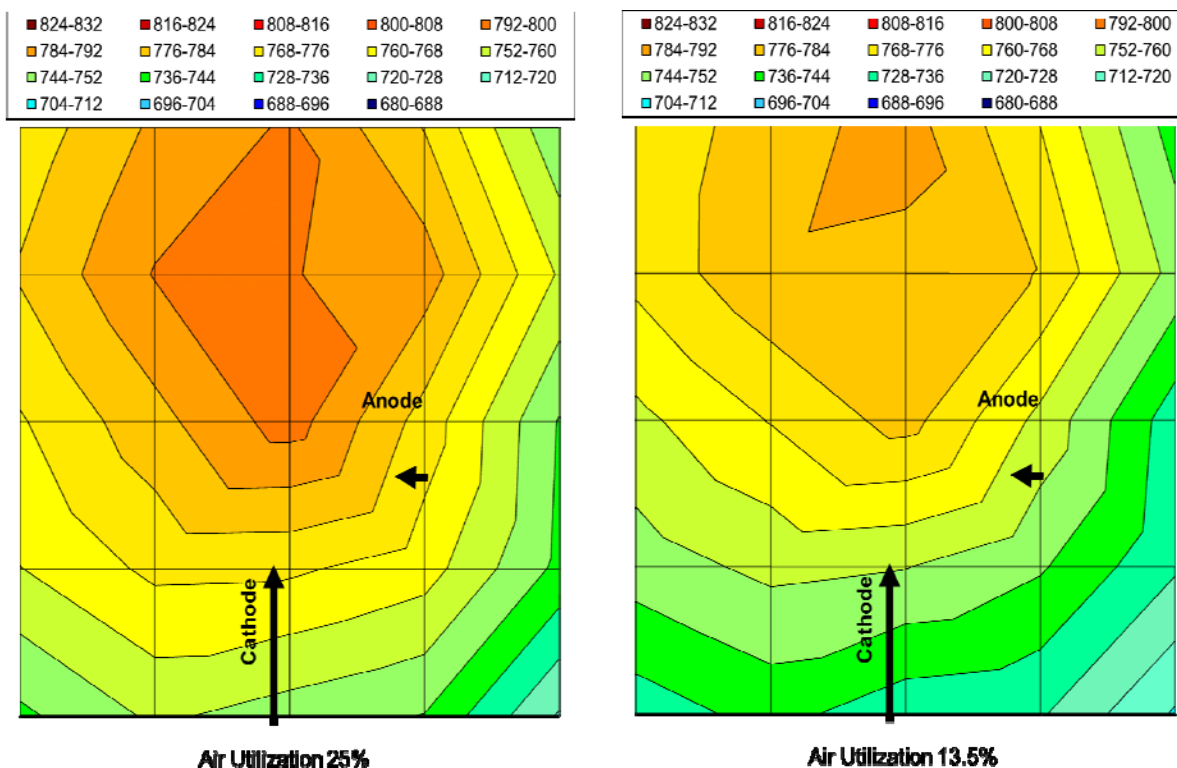 824-832 816-824 808-816 800-808 792-800
784-792 776-784 768-776 760-768 752-760
744-752 736-744 728-736 720-728 712-720
704-712 696-704 688-696 680-688
Anode
Cathode
Air Utilization 25%
824-832 816-824 808-816 800-808 792-800
784-792 776-784 768-776 760-768 752-760
744-752 736-744 728-736 720-728 712-720
704-712 696-704 688-696 680-688
Anode
Cathode
Air Utilization 13.5%